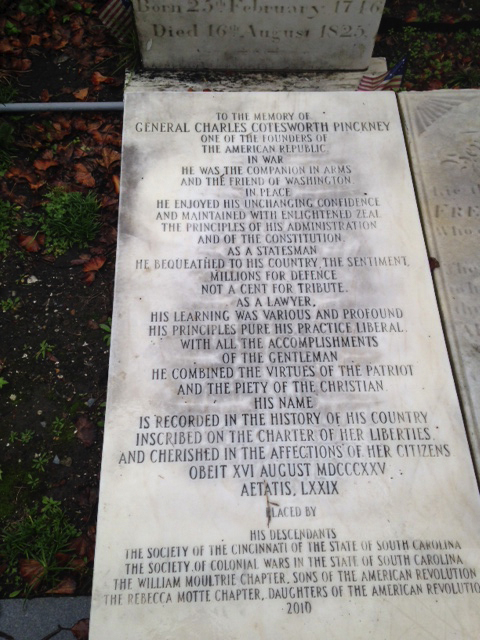 Born 25th February 1746
Died 16th August 1825
TO THE MEMORY OF
GENERAL CHARLES COTESWORTH PINCKNEY
ONE OF THE FOUNDERS OF
THE AMERICAN REPUBLIC.
IN WAR
HE WAS THE COMPANION IN ARMS
AND THE FRIEND OF WASHINGTON.
IN PEACE
HE ENJOYED HIS UNCHANGING CONFIDENCE
AND MAINTAINED WITH ENLIGHTENED ZEAL
THE PRINCIPLES OF HIS ADMINISTRATION
AND OF THE CONSTITUTION.
AS A STATESMAN
HE BEQUEATHED TO HIS COUNTRY THE SENTIMENT,
MILLIONS FOR DEFENCE
NOT A CENT FOR TRIBUTE.
AS A LAWYER,
HIS LEARNING WAS VARIOUS AND PROFOUND
HIS PRINCIPLES PURE HIS PRACTICE LIBERAL.
WITH ALL THE ACCOMPLISHMENTS
OF THE GENTLEMAN
HE COMBINED THE VIRTUES OF THE PATRIOT
AND THE PIETY OF THE CHRISTIAN.
HIS NAME
IS RECORDED IN THE HISTORY OF HIS COUNTRY
INSCRIBED ON THE CHARTER OF HER LIBERTIES.
AND CHERISHED IN THE AFFECTIONS OF HER CITIZENS
OBEIT XVI AUGUST MDCCCXXV
AETATIS, LXXIX
PLACED BY
HIS DESCENDANTS
THE SOCIETY OF THE CINCINNATI OF THE STATE OF SOUTH CAROLINA
THE SOCIETY OF COLONIAL WARS IN THE STATE OF SOUTH CAROLINA
THE WILLIAM MOULTRIE CHAPTER, SONS OF THE AMERICAN REVOLUTION
THE REBECCA MOTTE CHAPTER, DAUGHTERS OF THE AMERICAN REVOLUTIO
2010